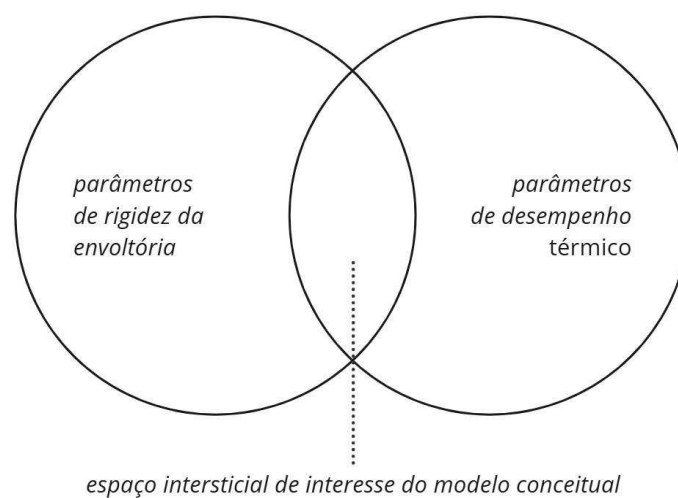 parâmetros
de rigidez da
envoltória
parâmetros
de desempenho
térmico
espaço intersticial de interesse do modelo conceitual